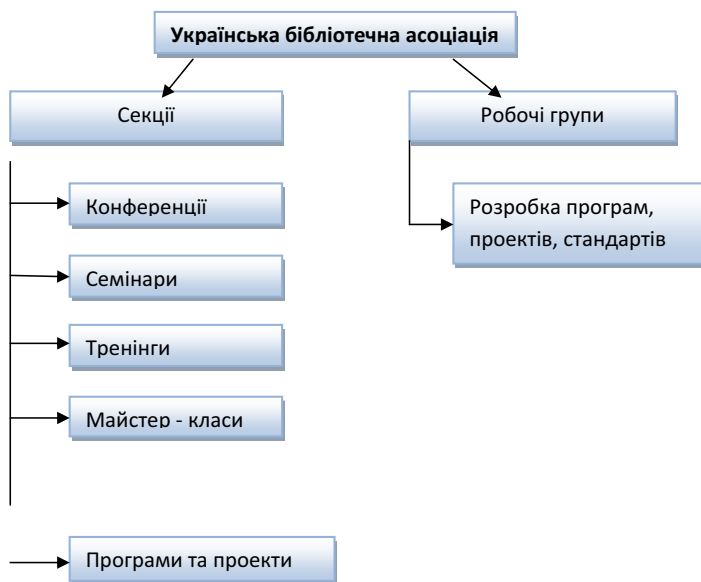 Українська бібліотечна асоціація
Секції
Робочі групи
Конференції
Розробка програм,
проектів, стандартів
Семінари
Тренінги
Майстер - класи
Програми та проекти